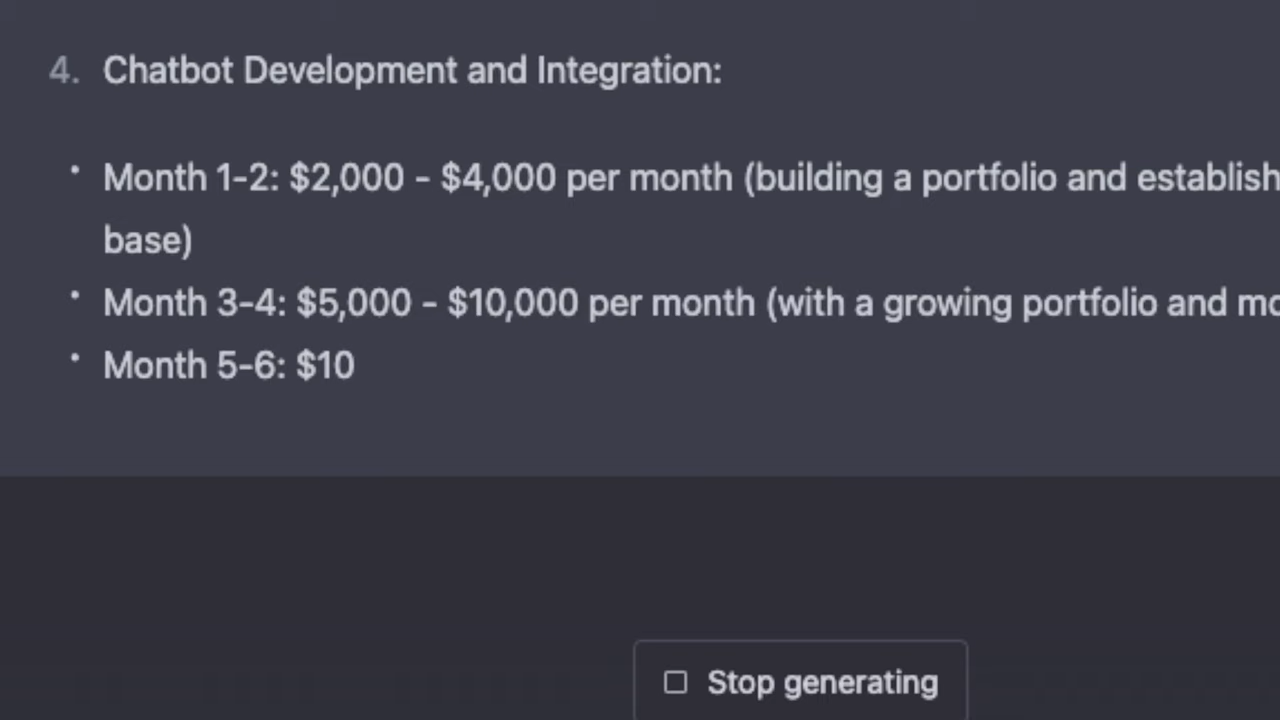 4. Chatbot Development and Integration:
• Month 1-2: $2,000 - $4,000 per month (building a portfolio and establish
base)
• Month 3-4: $5,000 - $10,000 per month (with a growing portfolio and
• Month 5-6: $10
Stop generating